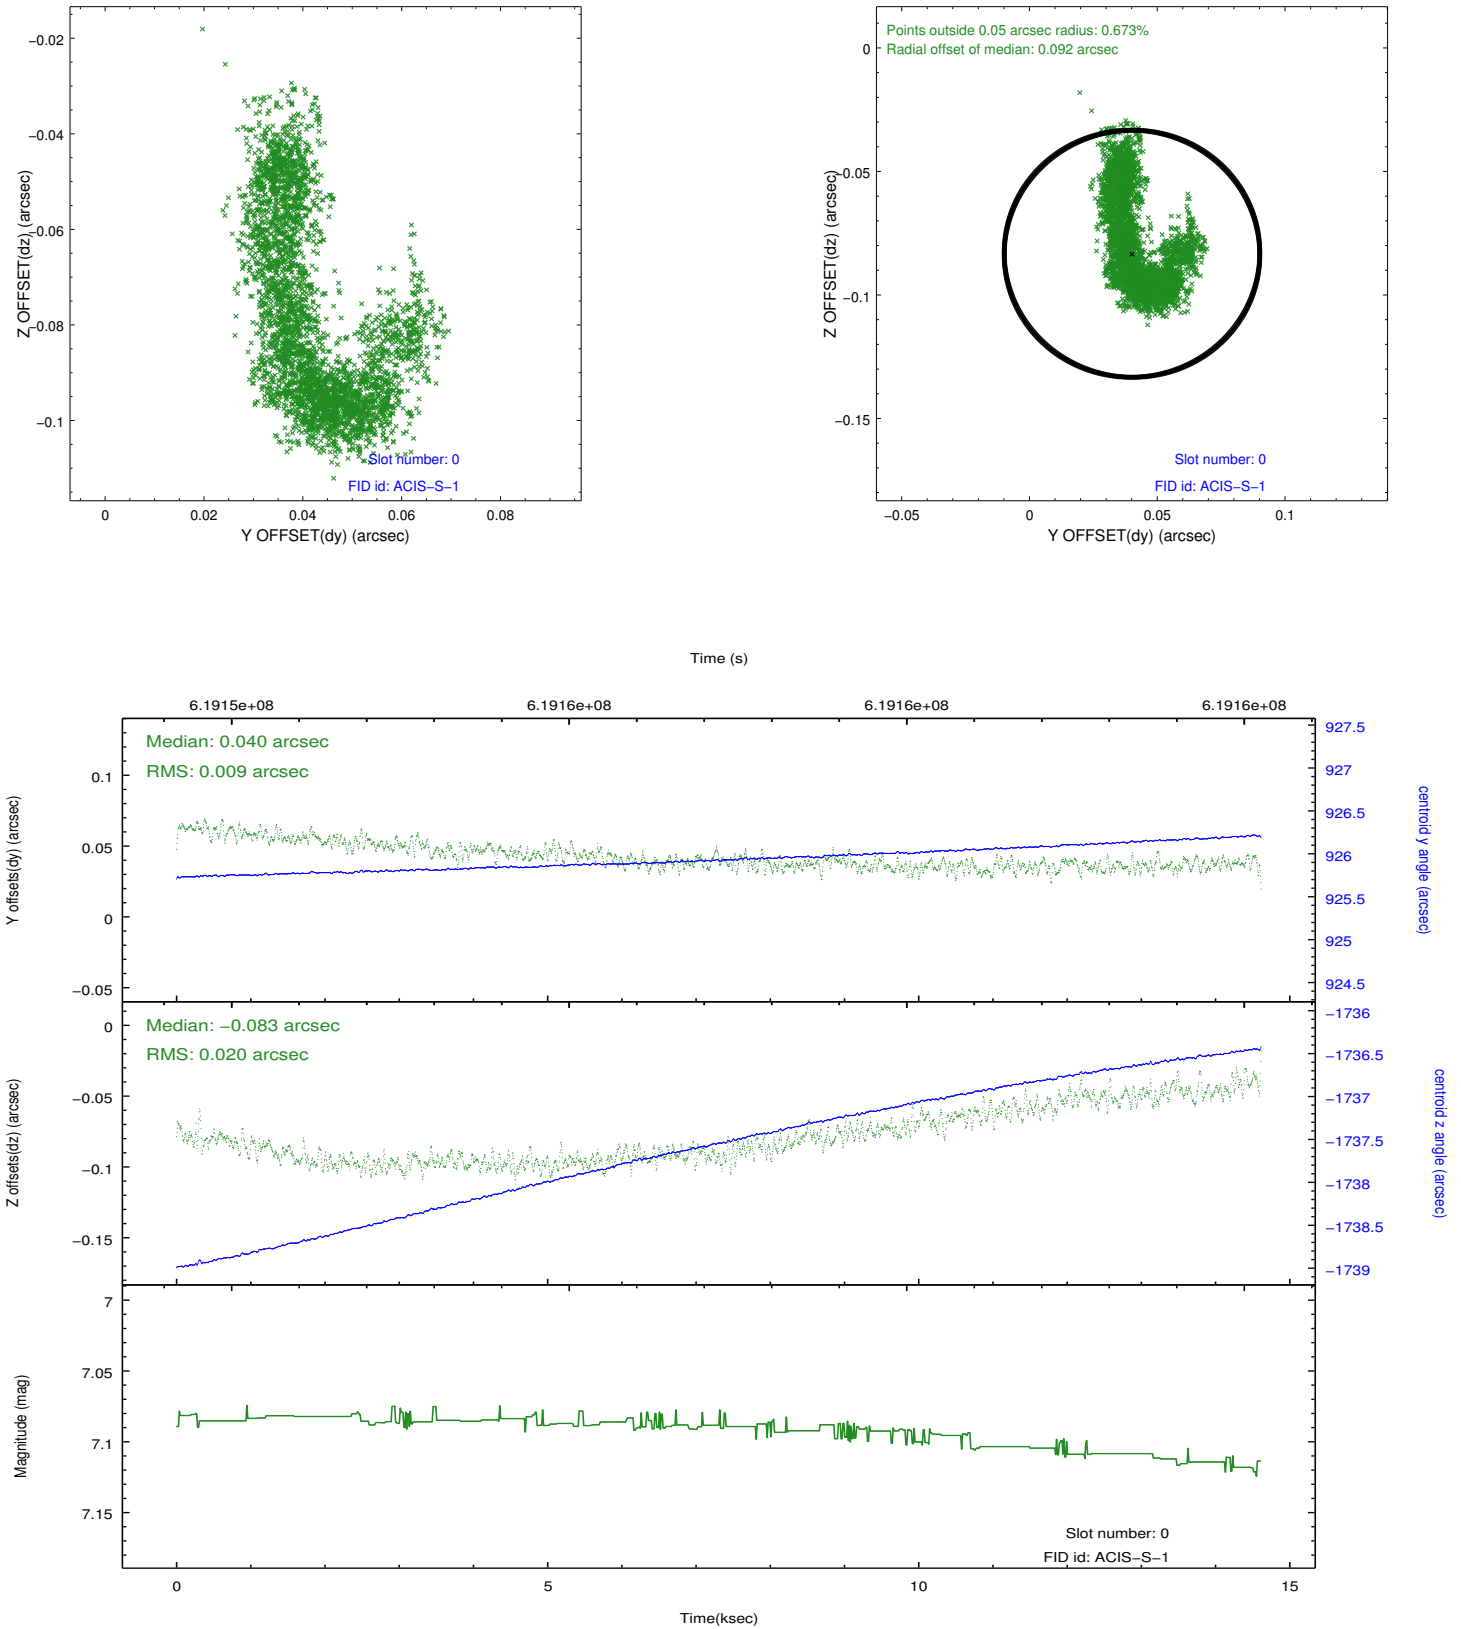 −0.02
−0.04
−0.06
−0.08
−0.1
Z OFFSET(dz) (arcsec)
Slot number: 0
FID id: ACIS−S−1
0 0.02 0.04 0.06 0.08
Y OFFSET(dy) (arcsec)
Points outside 0.05 arcsec radius: 0.673%
Radial offset of median: 0.092 arcsec
0
−0.05
−0.1
−0.15
Z OFFSET(dz) (arcsec)
Slot number: 0
FID id: ACIS−S−1
−0.05 0 0.05 0.1
Y OFFSET(dy) (arcsec)
Time (s)
6.1915e+08 6.1916e+08 6.1916e+08 6.1916e+08
Median: 0.040 arcsec
RMS: 0.009 arcsec
0.1
0.05
0
−0.05
Y offsets(dy) (arcsec)
927.5
927
926.5
926
925.5
925
924.5
centroid y angle (arcsec)
Median: −0.083 arcsec
RMS: 0.020 arcsec
0
−0.05
−0.1
−0.15
Z offsets(dz) (arcsec)
−1736
−1736.5
−1737
−1737.5
−1738
−1738.5
−1739
centroid z angle (arcsec)
7
7.05
7.1
7.15
Magnitude (mag)
Slot number: 0
FID id: ACIS−S−1
0 5 10 15
Time(ksec)